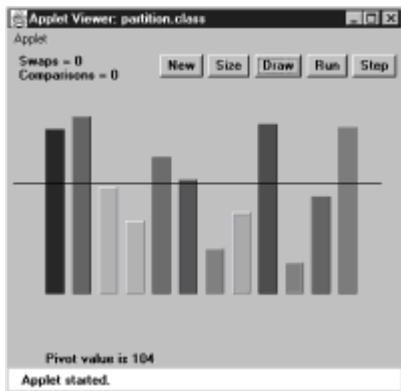 Applet Viewer: partition.class
Applet
Swaps = 0
Comparisons = 0
New Size Draw Run Step
Pivot value is 104
Applet started.